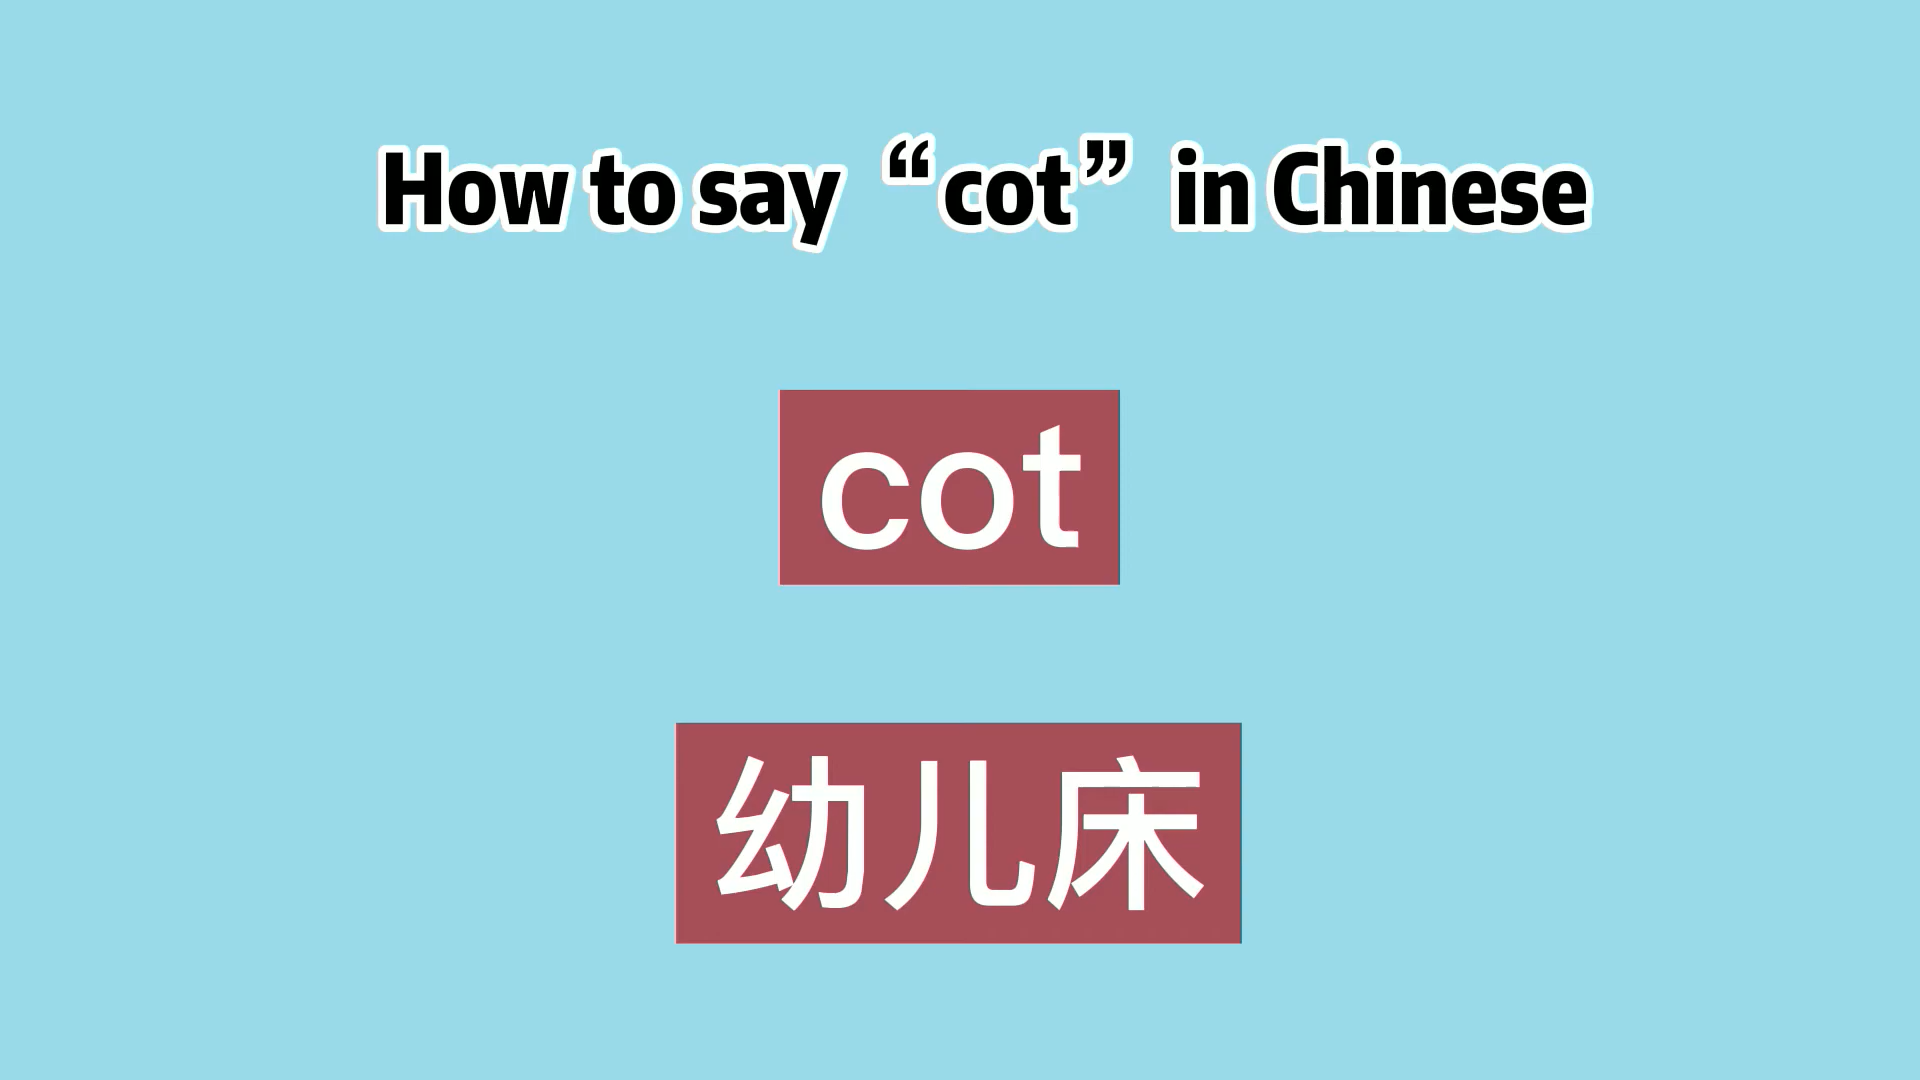 How to say “cot” in Chinese
cot
幼儿床